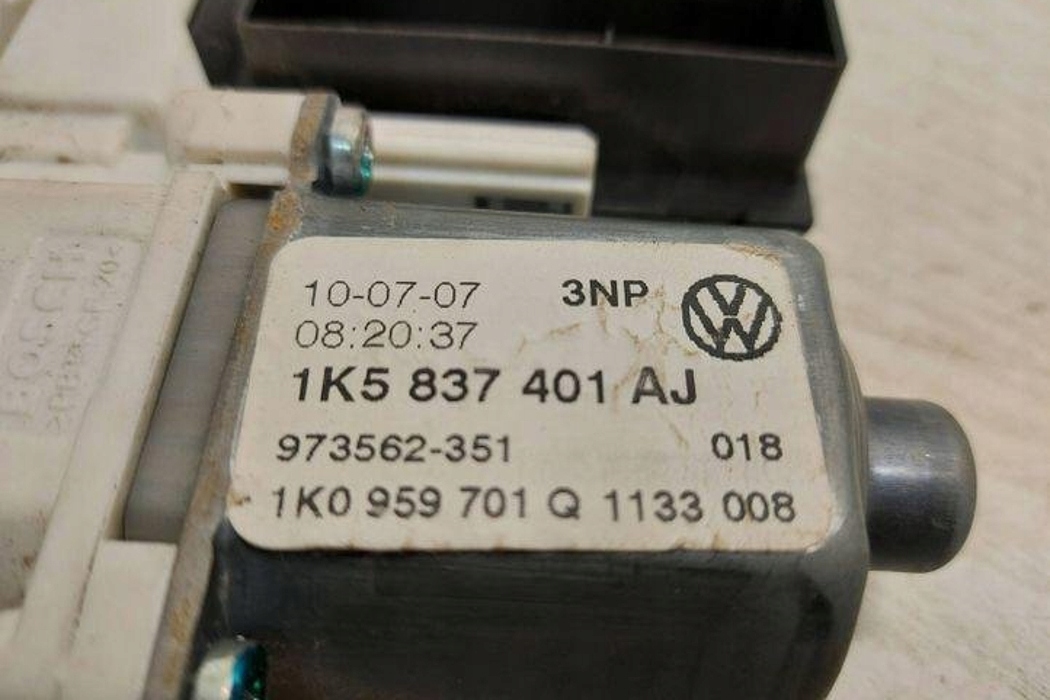 10-07-07 3NP
08:20:37
1K5 837 401 AJ
973562-351 018
1K0 959 701 Q 1133 008